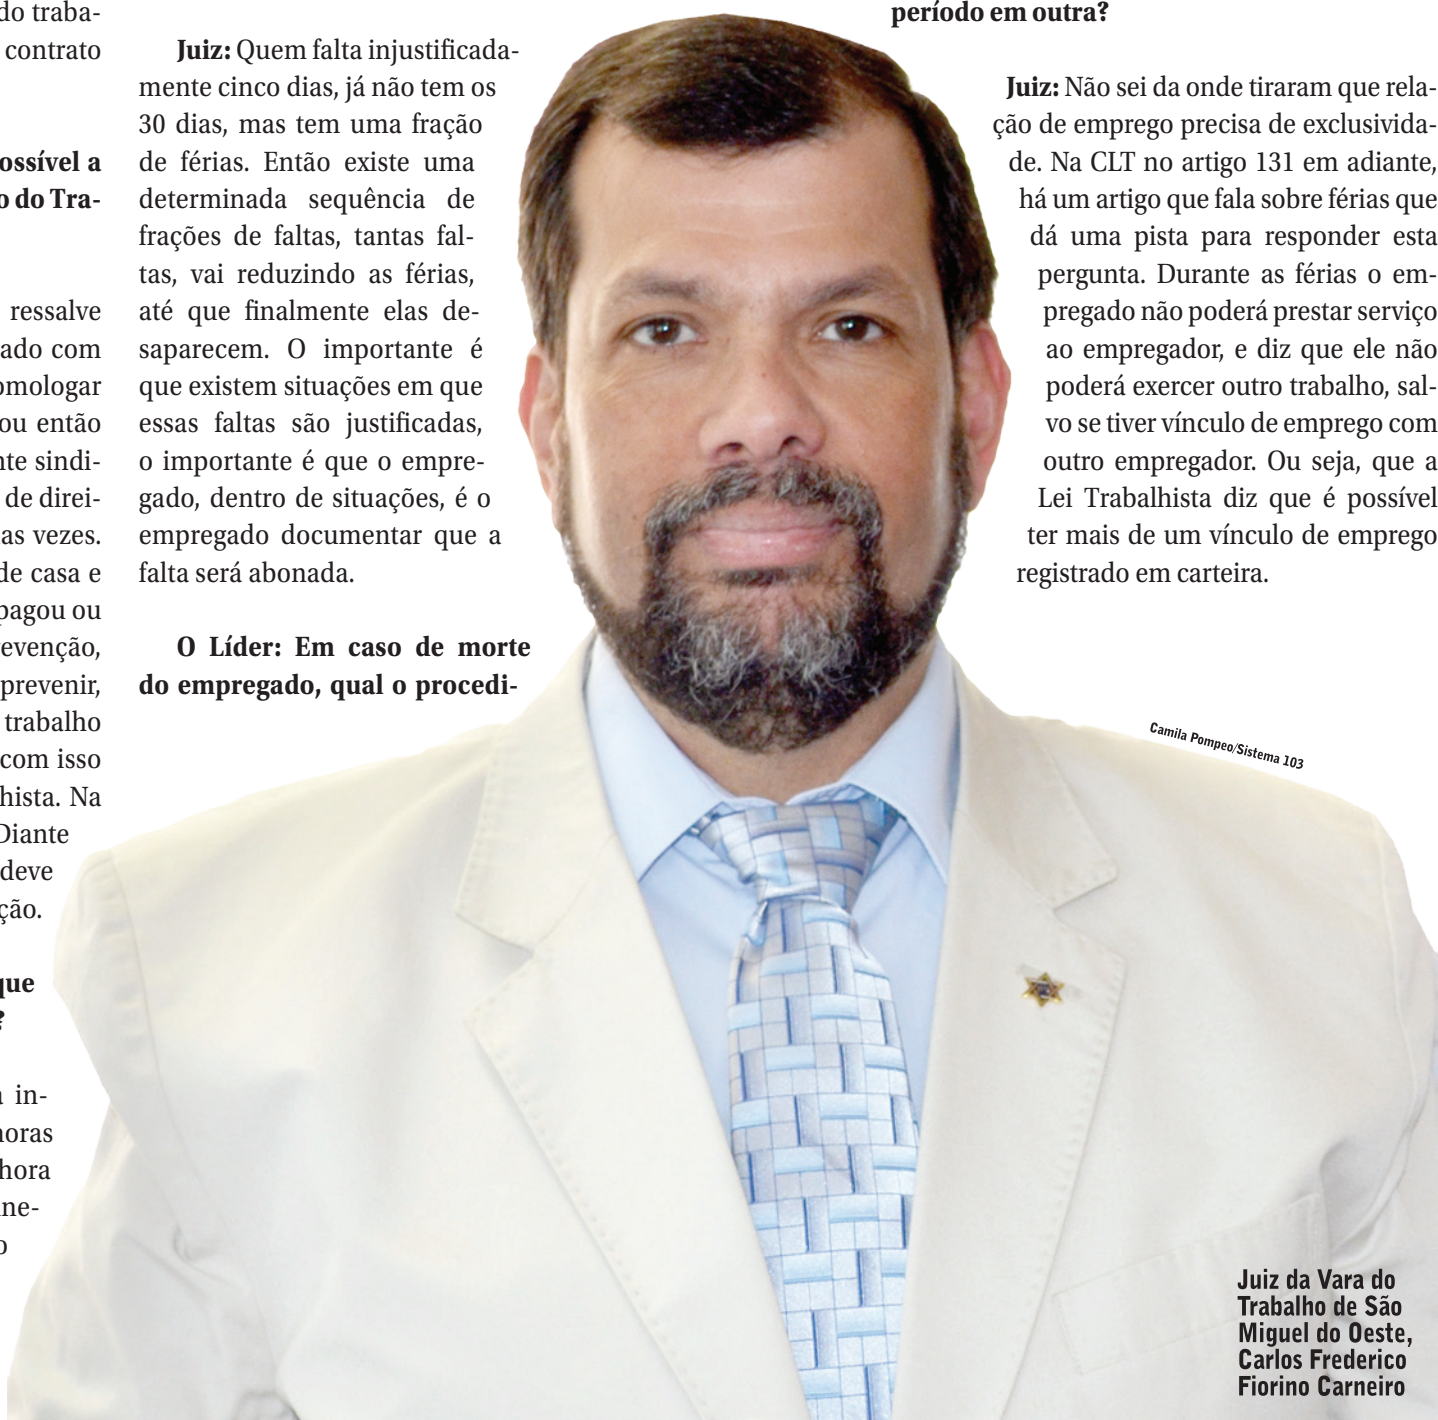 do traba-
contrato
ossível a
o do Tra-
ressalve
ado com
omologar
ou então
nte sindi-
de direi-
as vezes.
de casa e
pagou ou
evenção,
prevenir,
trabalho
com isso
hista. Na
Diante
deve
ção.
que
?
a in-
horas
hora
ne-
o
Juiz: Quem falta injustificada-
mente cinco dias, já não tem os
30 dias, mas tem uma fração
de férias. Então existe uma
determinada sequência de
frações de faltas, tantas fal-
tas, vai reduzindo as férias,
até que finalmente elas de-
saparecem. O importante é
que existem situações em que
essas faltas são justificadas,
o importante é que o empre-
gado, dentro de situações, é o
empregado documentar que a
falta será abonada.
O Líder: Em caso de morte
do empregado, qual o procedi-
período em outra?
Juiz: Não sei da onde tiraram que rela-
ção de emprego precisa de exclusivida-
de. Na CLT no artigo 131 em adiante,
há um artigo que fala sobre férias que
dá uma pista para responder esta
pergunta. Durante as férias o em-
pregado não poderá prestar serviço
ao empregador, e diz que ele não
poderá exercer outro trabalho, sal-
vo se tiver vínculo de emprego com
outro empregador. Ou seja, que a
Lei Trabalhista diz que é possível
ter mais de um vínculo de emprego
registrado em carteira.
Camila Pompeo/Sistema 103
Juiz da Vara do
Trabalho de São
Miguel do Oeste,
Carlos Frederico
Fiorino Carneiro